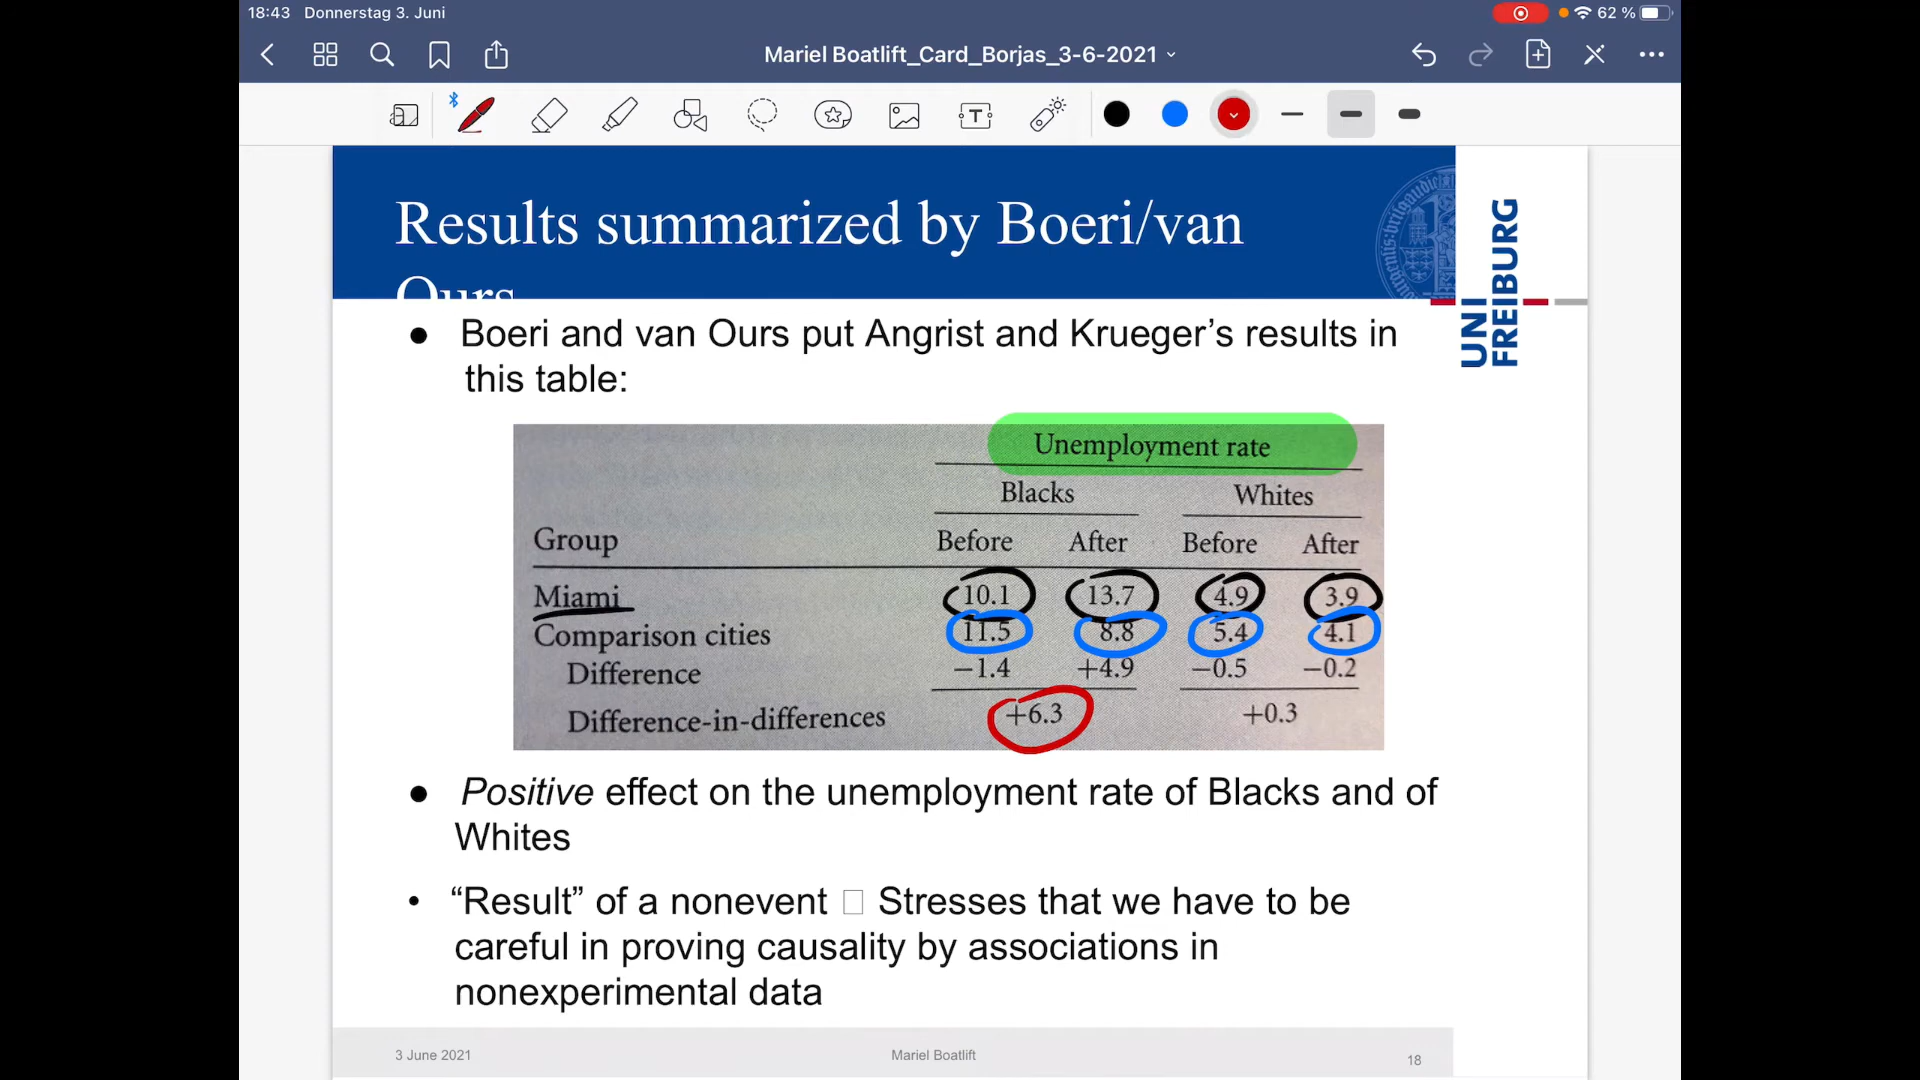 18:43 Donnerstag 3. Juni
62 %
Mariel Boatlift_Card_Borjas_3-6-2021
Results summarized by Boeri/van
Ours
UNI
FREIBURG
● Boeri and van Ours put Angrist and Krueger’s results in
this table:
Unemployment rate
Blacks Whites
Group Before After Before After
Miami 10.1 13.7 4.9 3.9
Comparison cities 11.5 8.8 5.4 4.1
Difference −1.4 +4.9 −0.5 −0.2
Difference-in-differences +6.3 +0.3
● Positive effect on the unemployment rate of Blacks and of
Whites
• “Result” of a nonevent □ Stresses that we have to be
careful in proving causality by associations in
nonexperimental data
3 June 2021 Mariel Boatlift 18